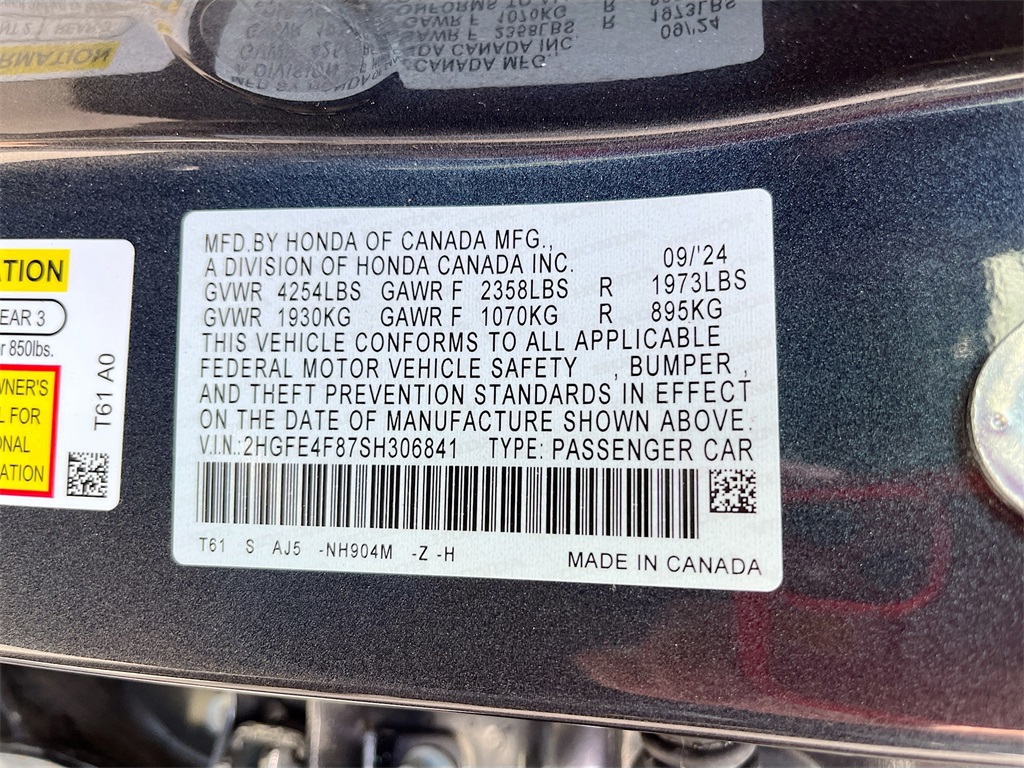 MFD.BY HONDA OF CANADA MFG.,
A DIVISION OF HONDA CANADA INC. 09/'24
GVWR 4254LBS GAWR F 2358LBS R 1973LBS
GVWR 1930KG GAWR F 1070KG R 895KG
THIS VEHICLE CONFORMS TO ALL APPLICABLE
FEDERAL MOTOR VEHICLE SAFETY , BUMPER ,
AND THEFT PREVENTION STANDARDS IN EFFECT
ON THE DATE OF MANUFACTURE SHOWN ABOVE.
V.I.N.:2HGFE4F87SH306841 TYPE: PASSENGER CAR
T61 S AJ5 -NH904M -Z -H
MADE IN CANADA
850lbs.
T61 A0